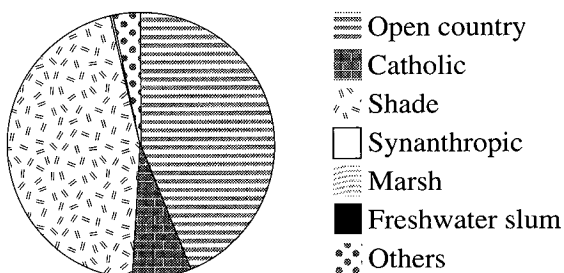 Open country
Catholic
Shade
Synanthropic
Marsh
Freshwater slum
Others